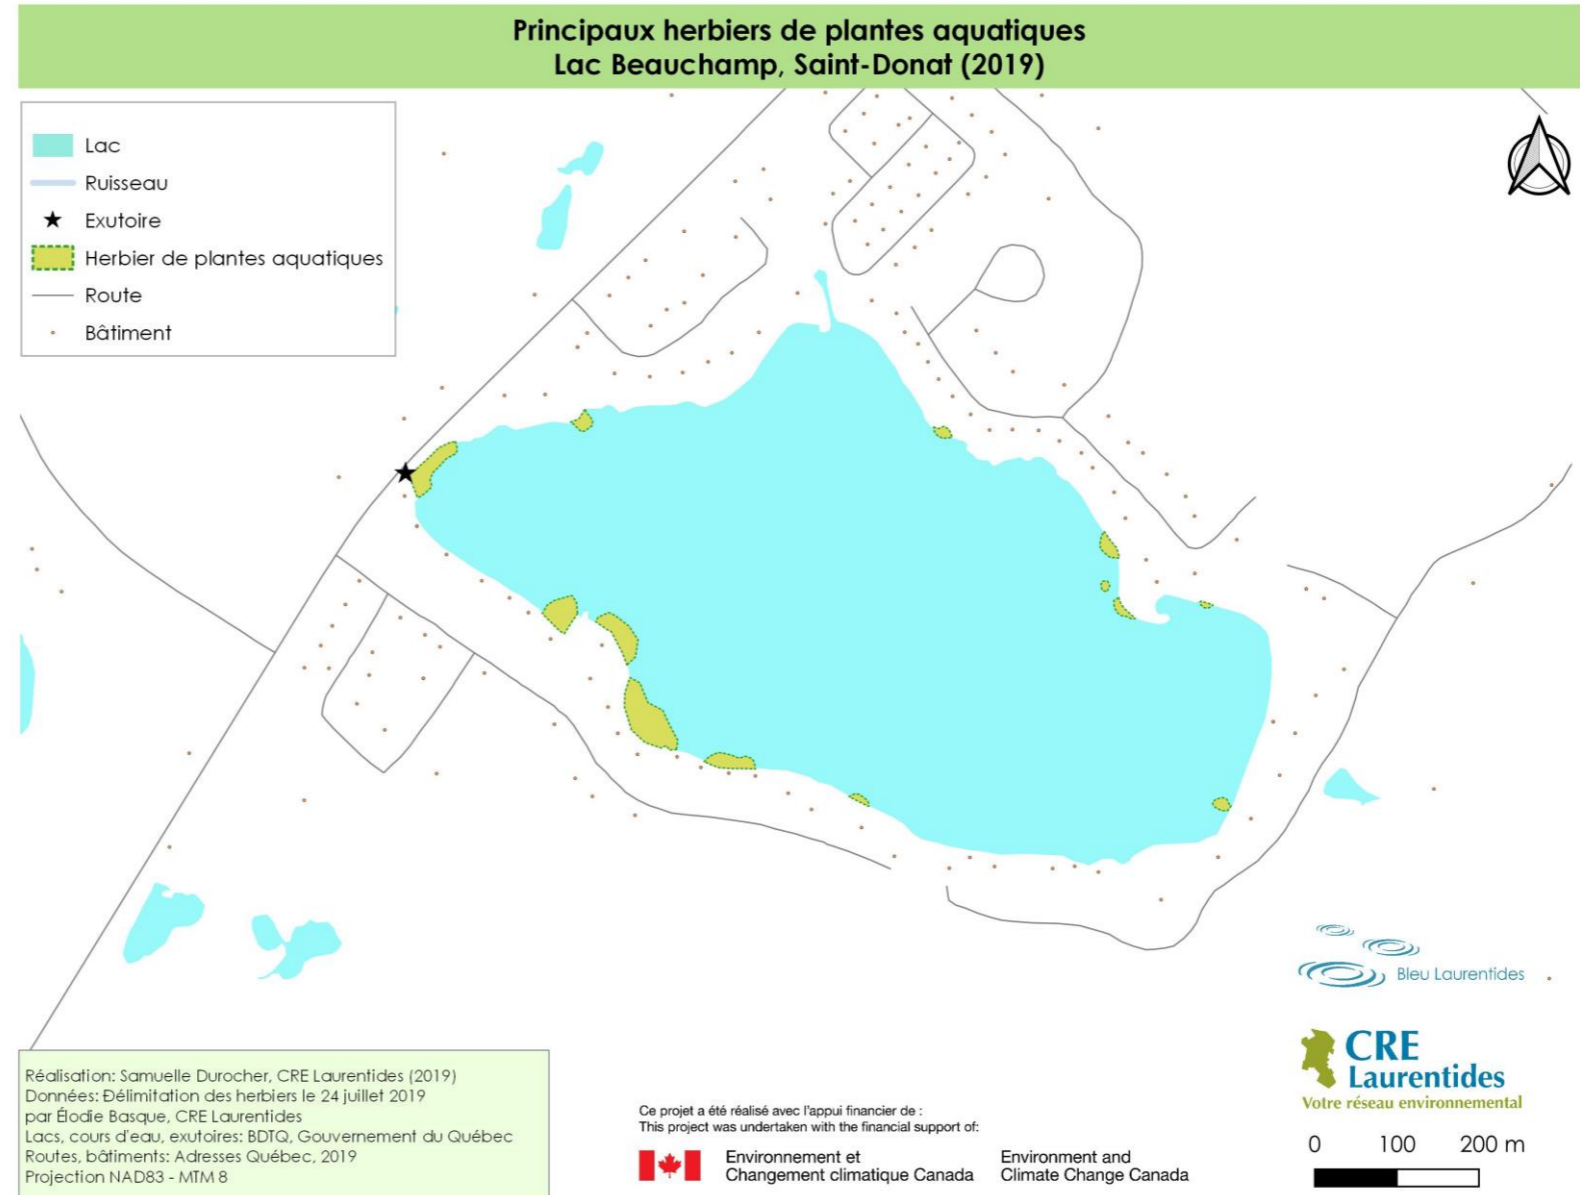 Principaux herbiers de plantes aquatiques
Lac Beauchamp, Saint-Donat (2019)
Lac
Ruisseau
Exutoire
Herbier de plantes aquatiques
Route
Bâtiment
Bleu Laurentides
CRE
Laurentides
Votre réseau environnemental
0 100 200 m
Réalisation: Samuelle Durocher, CRE Laurentides (2019)
Données: Délimitation des herbiers le 24 juillet 2019
par Élodie Basque, CRE Laurentides
Lacs, cours d'eau, exutoires: BDTQ, Gouvernement du Québec
Routes, bâtiments: Adresses Québec, 2019
Projection NAD83 - MTM 8
Ce projet a été réalisé avec l'appui financier de :
This project was undertaken with the financial support of:
Environnement et
Changement climatique Canada
Environment and
Climate Change Canada